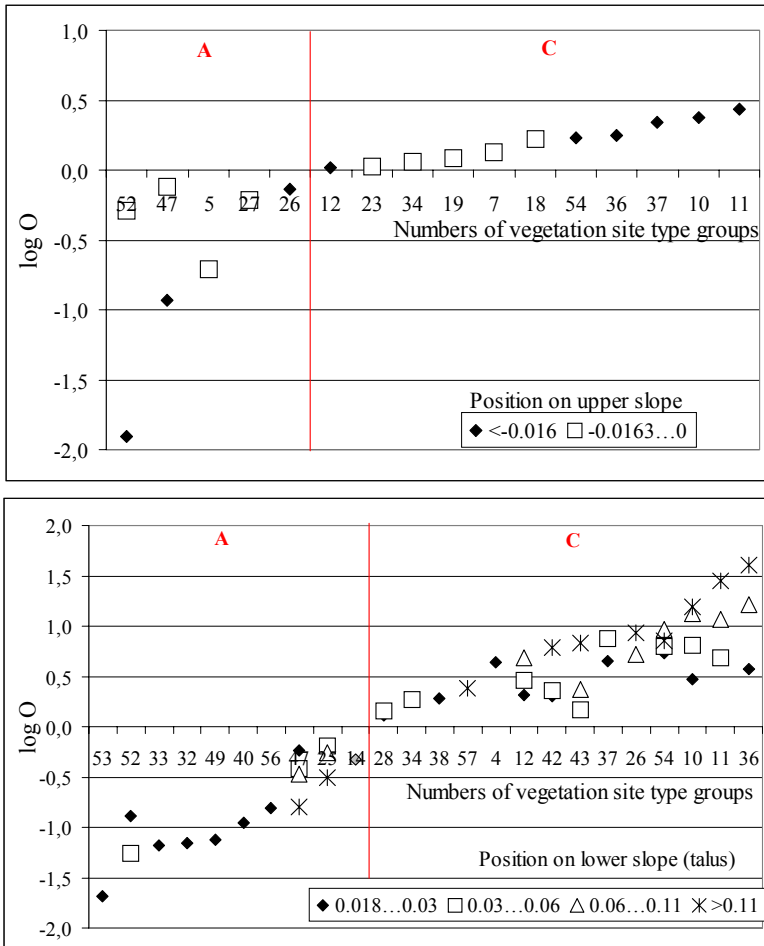 1,0
A C
0,5
0,0
52 47 5 27 26 12 23 34 19 7 18 54 36 37 10 11
Numbers of vegetation site type groups
-0,5
log O
-1,0
-1,5
Position on upper slope
<-0.016 -0.0163…0
-2,0
2,0
A C
1,5
1,0
0,5
log O
0,0
53 52 33 32 49 40 56 47 25 14 28 34 38 57 4 12 42 43 37 26 54 10 11 36
-0,5
Numbers of vegetation site type groups
-1,0
Position on lower slope (talus)
-1,5
0.018…0.03 0.03…0.06 0.06…0.11 >0.11
-2,0